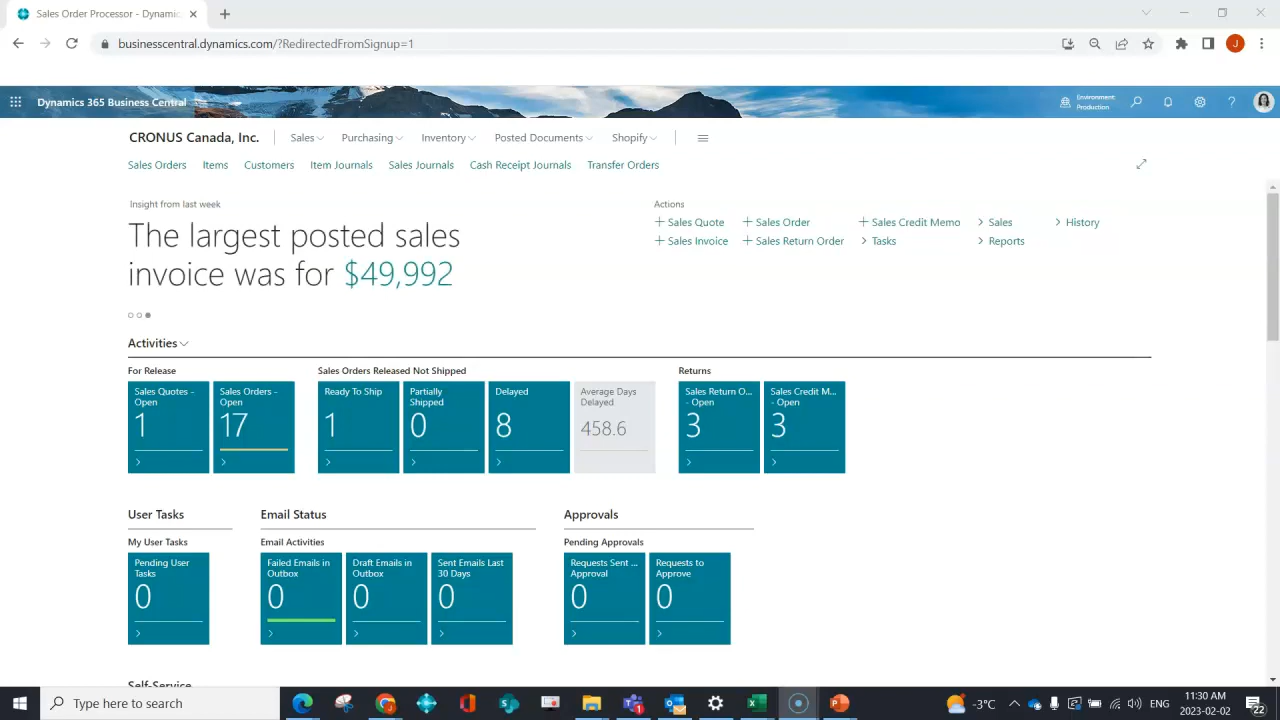 Sales Order Processor - Dynamic
businesscentral.dynamics.com/?RedirectedFromSignup=1
J
Dynamics 365 Business Central
Environment:
Production
?
CRONUS Canada, Inc.
Sales
Purchasing
Inventory
Posted Documents
Shopify
Sales Orders
Items
Customers
Item Journals
Sales Journals
Cash Receipt Journals
Transfer Orders
Insight from last week
The largest posted sales
invoice was for $49,992
Actions
+ Sales Quote
+ Sales Order
+ Sales Credit Memo
> Sales
> History
+ Sales Invoice
+ Sales Return Order
> Tasks
> Reports
Activities
For Release
Sales Quotes -
Open
1
Sales Orders -
Open
17
Sales Orders Released Not Shipped
Ready To Ship
1
Partially
Shipped
0
Delayed
8
Average Days
Delayed
458.6
Returns
Sales Return O...
- Open
3
Sales Credit M...
- Open
3
User Tasks
My User Tasks
Pending User
Tasks
0
Email Status
Email Activities
Failed Emails in
Outbox
0
Draft Emails in
Outbox
0
Sent Emails Last
30 Days
0
Approvals
Pending Approvals
Requests Sent ...
Approval
0
Requests to
Approve
0
Self-Service
Type here to search
-3°C
ENG
11:30 AM
2023-02-02
22